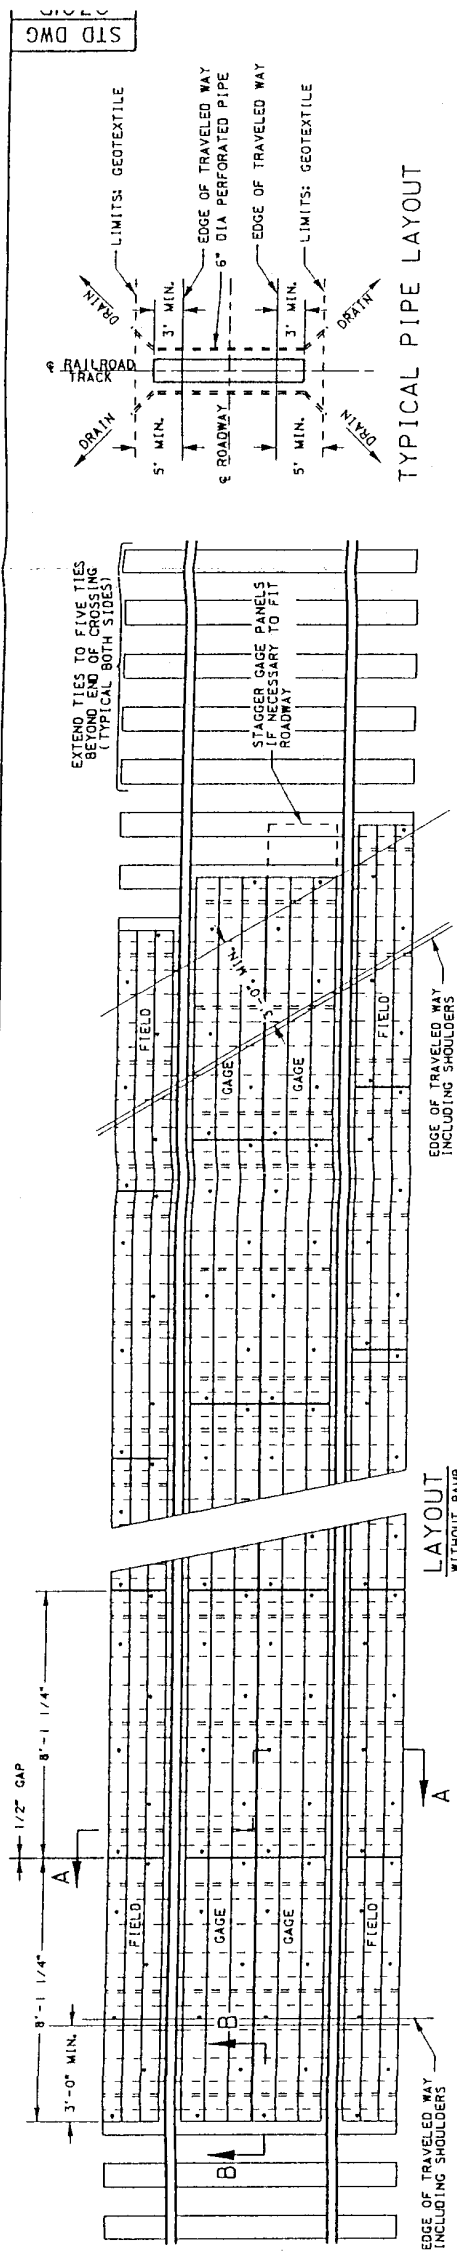 STD DWG
LIMITS: GEOTEXTILE
EDGE OF TRAVELED WAY
6" DIA PERFORATED PIPE
EDGE OF TRAVELED WAY
LIMITS: GEOTEXTILE
DRAIN
3' MIN.
3' MIN.
DRAIN
℄ RAILROAD
TRACK
DRAIN
5' MIN.
℄ ROADWAY
5' MIN.
DRAIN
TYPICAL PIPE LAYOUT
EXTEND TIES TO FIVE TIES
BEYOND END OF CROSSING
(TYPICAL BOTH SIDES)
STAGGER GAGE PANELS
IF NECESSARY TO FIT
ROADWAY
FIELD
3'-0" MIN.
GAGE
GAGE
FIELD
EDGE OF TRAVELED WAY
INCLUDING SHOULDERS
1/2" GAP
8'-1 1/4"
8'-1 1/4"
3'-0" MIN.
A
A
FIELD
GAGE
GAGE
FIELD
B
B
EDGE OF TRAVELED WAY
INCLUDING SHOULDERS
LAYOUT
WITHOUT RAMP